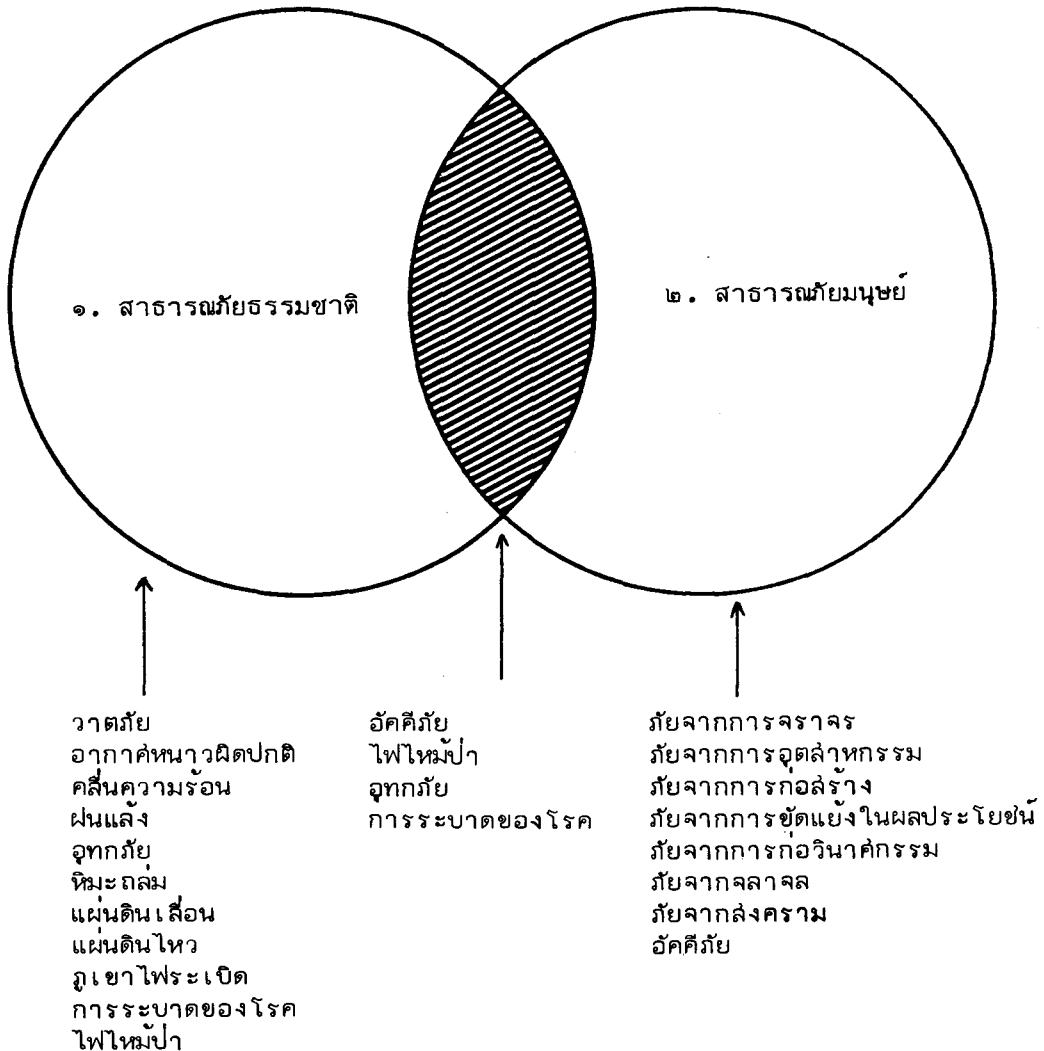 ๑. สาธารณภัยธรรมชาติ
๒. สาธารณภัยมนุษย์
วาตภัย
อากาศหนาวผิดปกติ
คลื่นความร้อน
ฝนแล้ง
อุทกภัย
หิมะถล่ม
แผ่นดินเลื่อน
แผ่นดินไหว
ภูเขาไฟระเบิด
การระบาดของโรค
ไฟไหม้ป่า
อัคคีภัย
ไฟไหม้ป่า
อุทกภัย
การระบาดของโรค
ภัยจากการจราจร
ภัยจากการอุตสาหกรรม
ภัยจากการก่อสร้าง
ภัยจากการขัดแย้งในผลประโยชน์
ภัยจากการก่อวินาศกรรม
ภัยจากจลาจล
ภัยจากสงคราม
อัคคีภัย